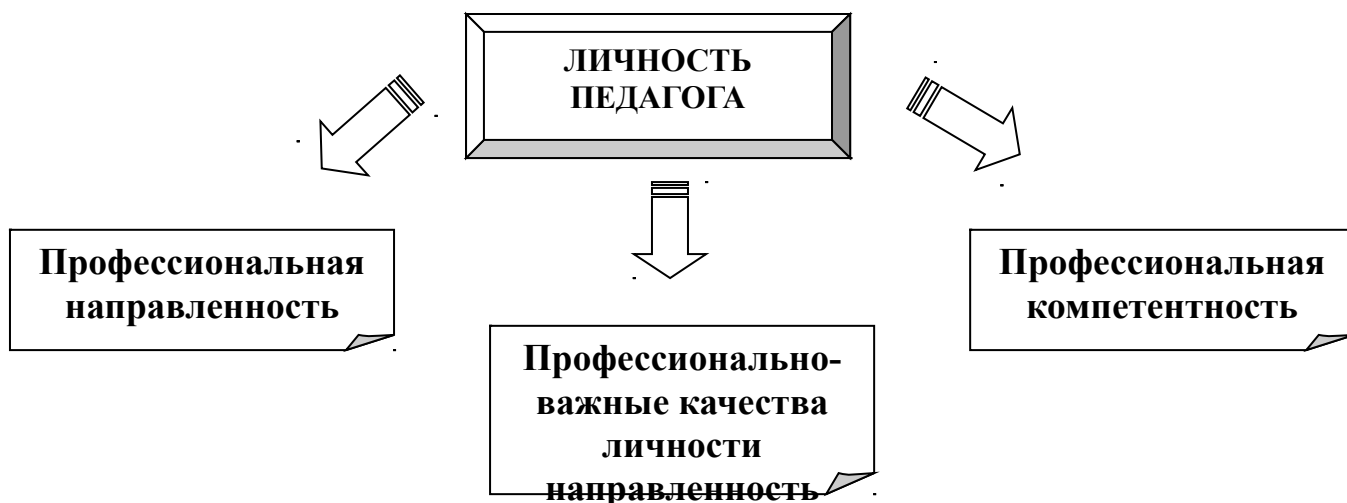 ЛИЧНОСТЬ
ПЕДАГОГА
Профессиональная
направленность
Профессионально-
важные качества
личности
направленность
Профессиональная
компетентность